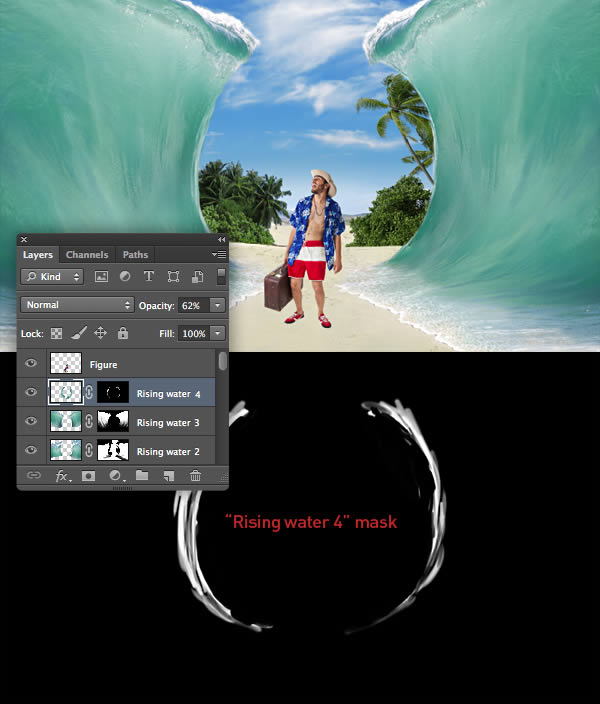 Layers Channels Paths
Kind T
Normal Opacity: 62%
Lock: Fill: 100%
Figure
Rising water 4
Rising water 3
Rising water 2
fx
“Rising water 4” mask